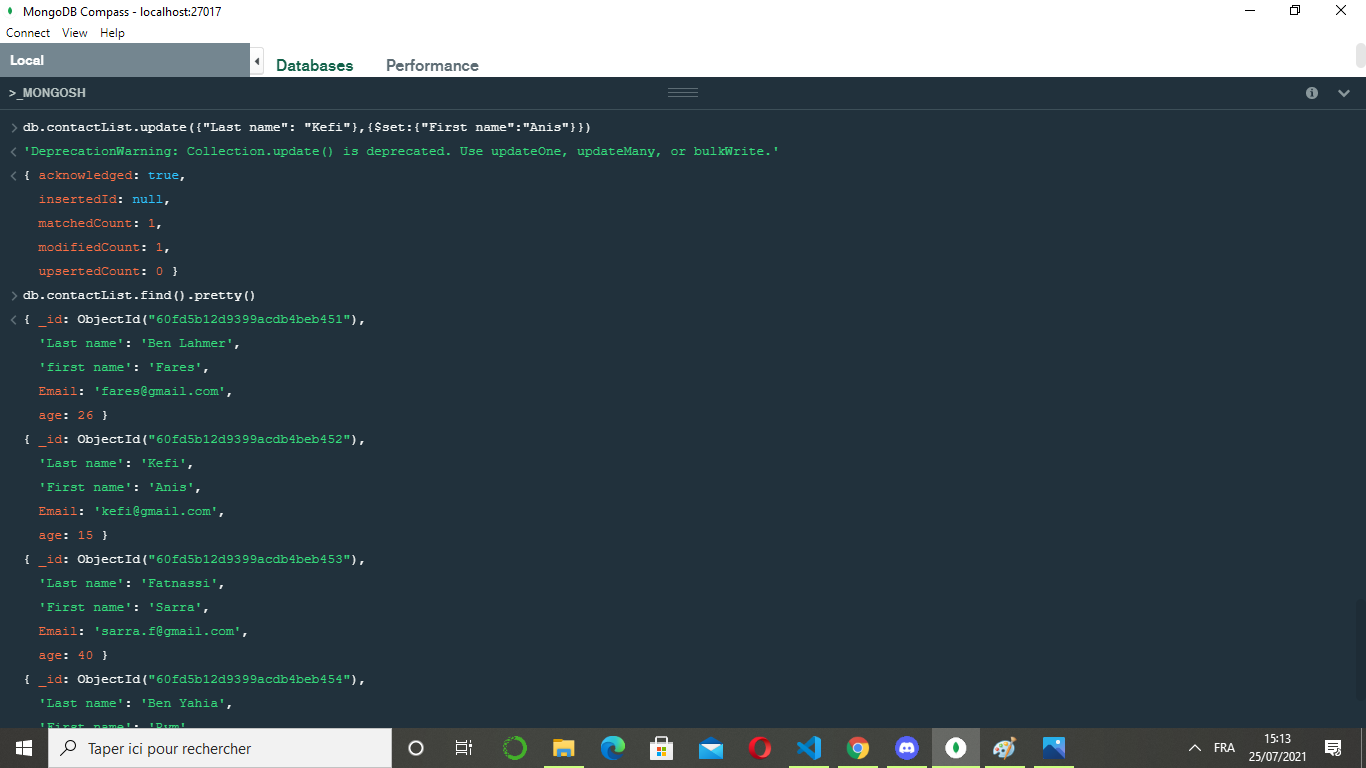 MongoDB Compass - localhost:27017
Connect View Help
Local
Databases Performance
>_MONGOSH
> db.contactList.update({"Last name": "Kefi"},{$set:{"First name":"Anis"}})
< 'DeprecationWarning: Collection.update() is deprecated. Use updateOne, updateMany, or bulkWrite.'
< { acknowledged: true,
insertedId: null,
matchedCount: 1,
modifiedCount: 1,
upsertedCount: 0 }
> db.contactList.find().pretty()
< { _id: ObjectId("60fd5b12d9399acdb4beb451"),
'Last name': 'Ben Lahmer',
'first name': 'Fares',
Email: 'fares@gmail.com',
age: 26 }
{ _id: ObjectId("60fd5b12d9399acdb4beb452"),
'Last name': 'Kefi',
'First name': 'Anis',
Email: 'kefi@gmail.com',
age: 15 }
{ _id: ObjectId("60fd5b12d9399acdb4beb453"),
'Last name': 'Fatnassi',
'First name': 'Sarra',
Email: 'sarra.f@gmail.com',
age: 40 }
{ _id: ObjectId("60fd5b12d9399acdb4beb454"),
'Last name': 'Ben Yahia',
'First name': 'Rym',
Taper ici pour rechercher
FRA
15:13
25/07/2021